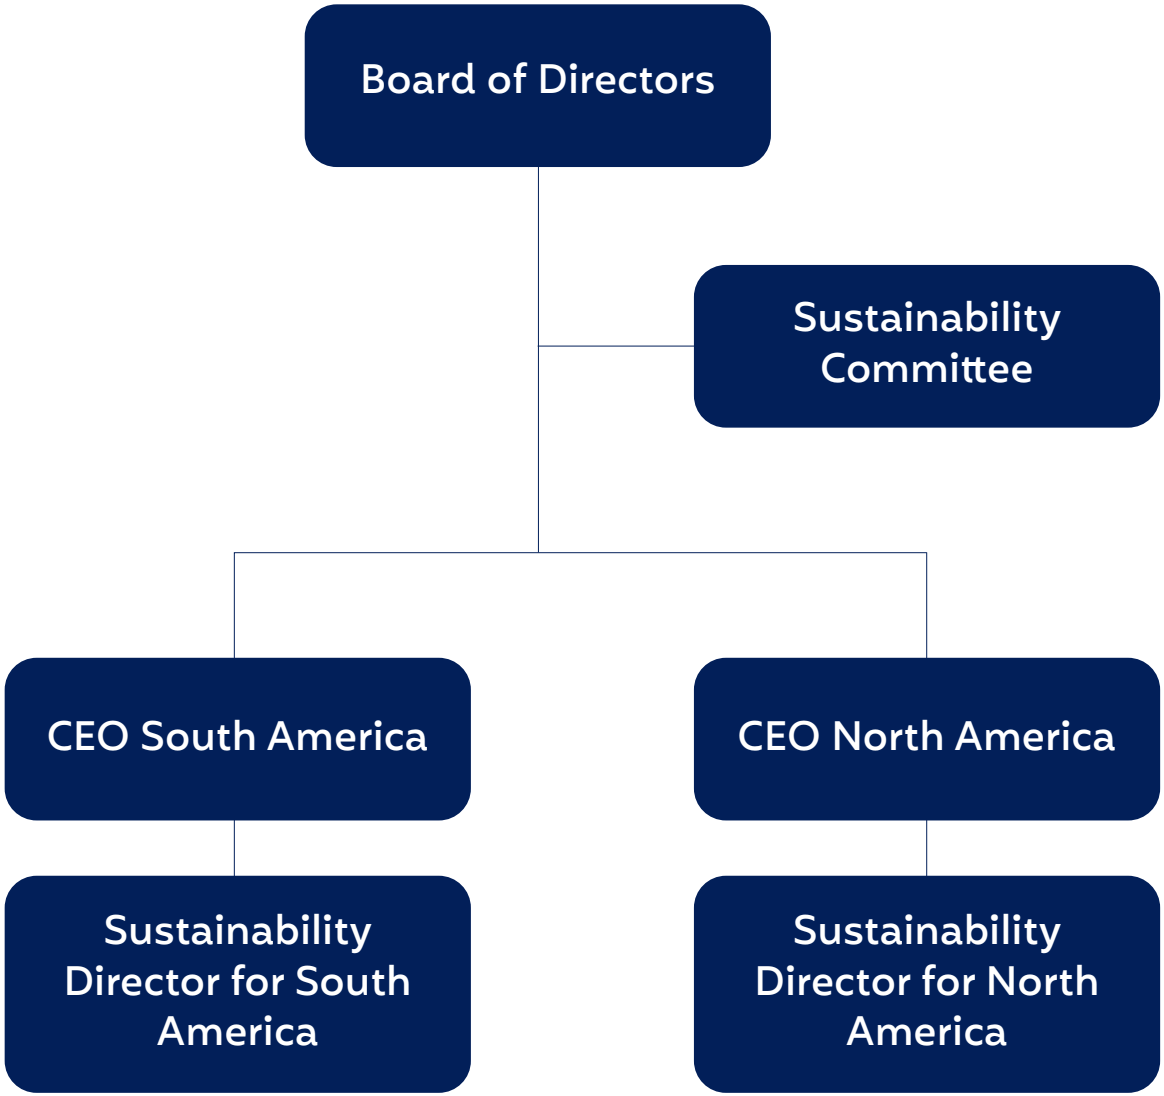 Board of Directors
Sustainability
Committee
CEO South America
CEO North America
Sustainability
Director for South
America
Sustainability
Director for North
America